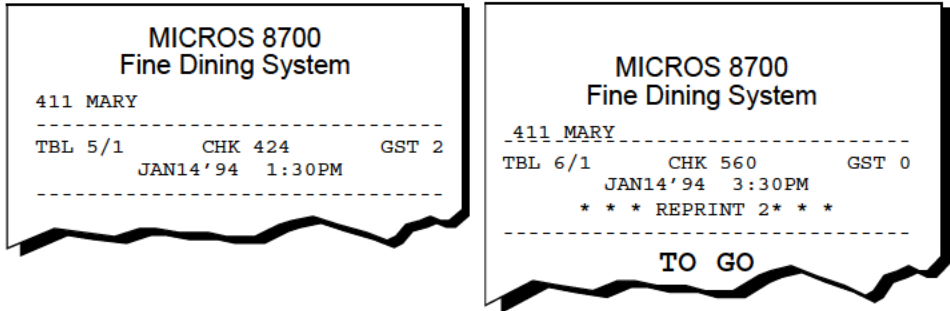 MICROS 8700
Fine Dining System
411 MARY
--------------------------------
TBL 5/1 CHK 424 GST 2
JAN14'94 1:30PM
--------------------------------
MICROS 8700
Fine Dining System
411 MARY
--------------------------------
TBL 6/1 CHK 560 GST 0
JAN14'94 3:30PM
* * * REPRINT 2* * *
--------------------------------
TO GO